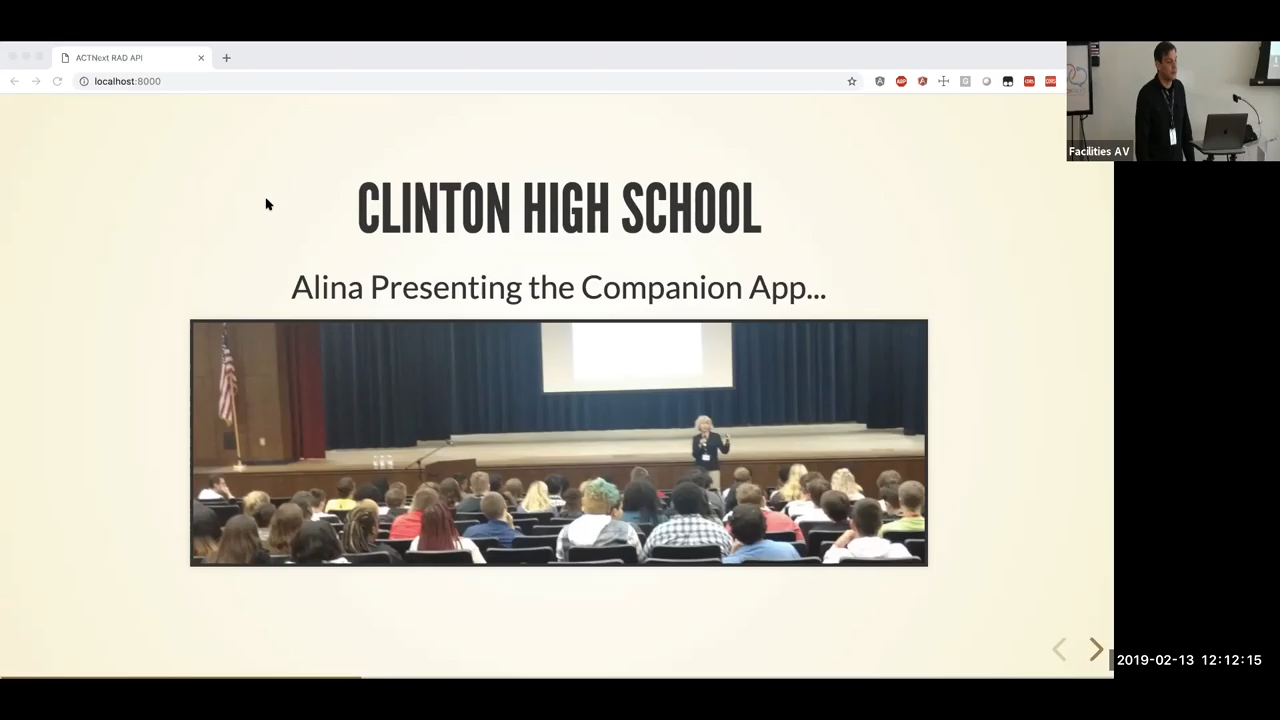 ACTNext RAD API
localhost:8000
Facilities AV
CLINTON HIGH SCHOOL
Alina Presenting the Companion App...
2019-02-13 12:12:15